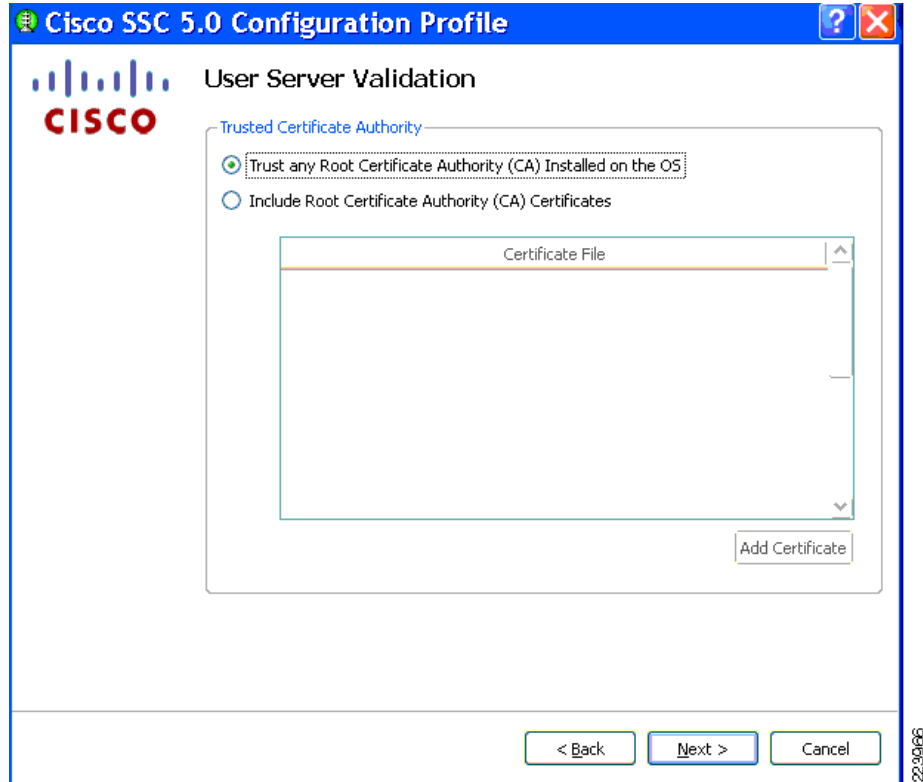 Cisco SSC 5.0 Configuration Profile
?
CISCO
User Server Validation
Trusted Certificate Authority
Trust any Root Certificate Authority (CA) Installed on the OS
Include Root Certificate Authority (CA) Certificates
Certificate File
Add Certificate
< Back
Next >
Cancel